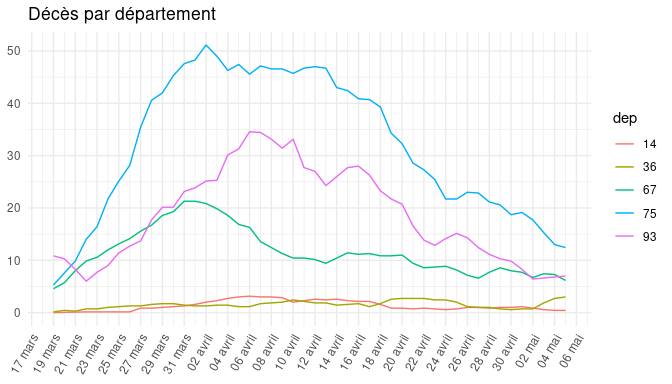 Décès par département
50
40
30
20
10
0
17 mars
19 mars
21 mars
23 mars
25 mars
27 mars
29 mars
31 mars
02 avril
04 avril
06 avril
08 avril
10 avril
12 avril
14 avril
16 avril
18 avril
20 avril
22 avril
24 avril
26 avril
28 avril
30 avril
02 mai
04 mai
06 mai
dep
14
36
67
75
93